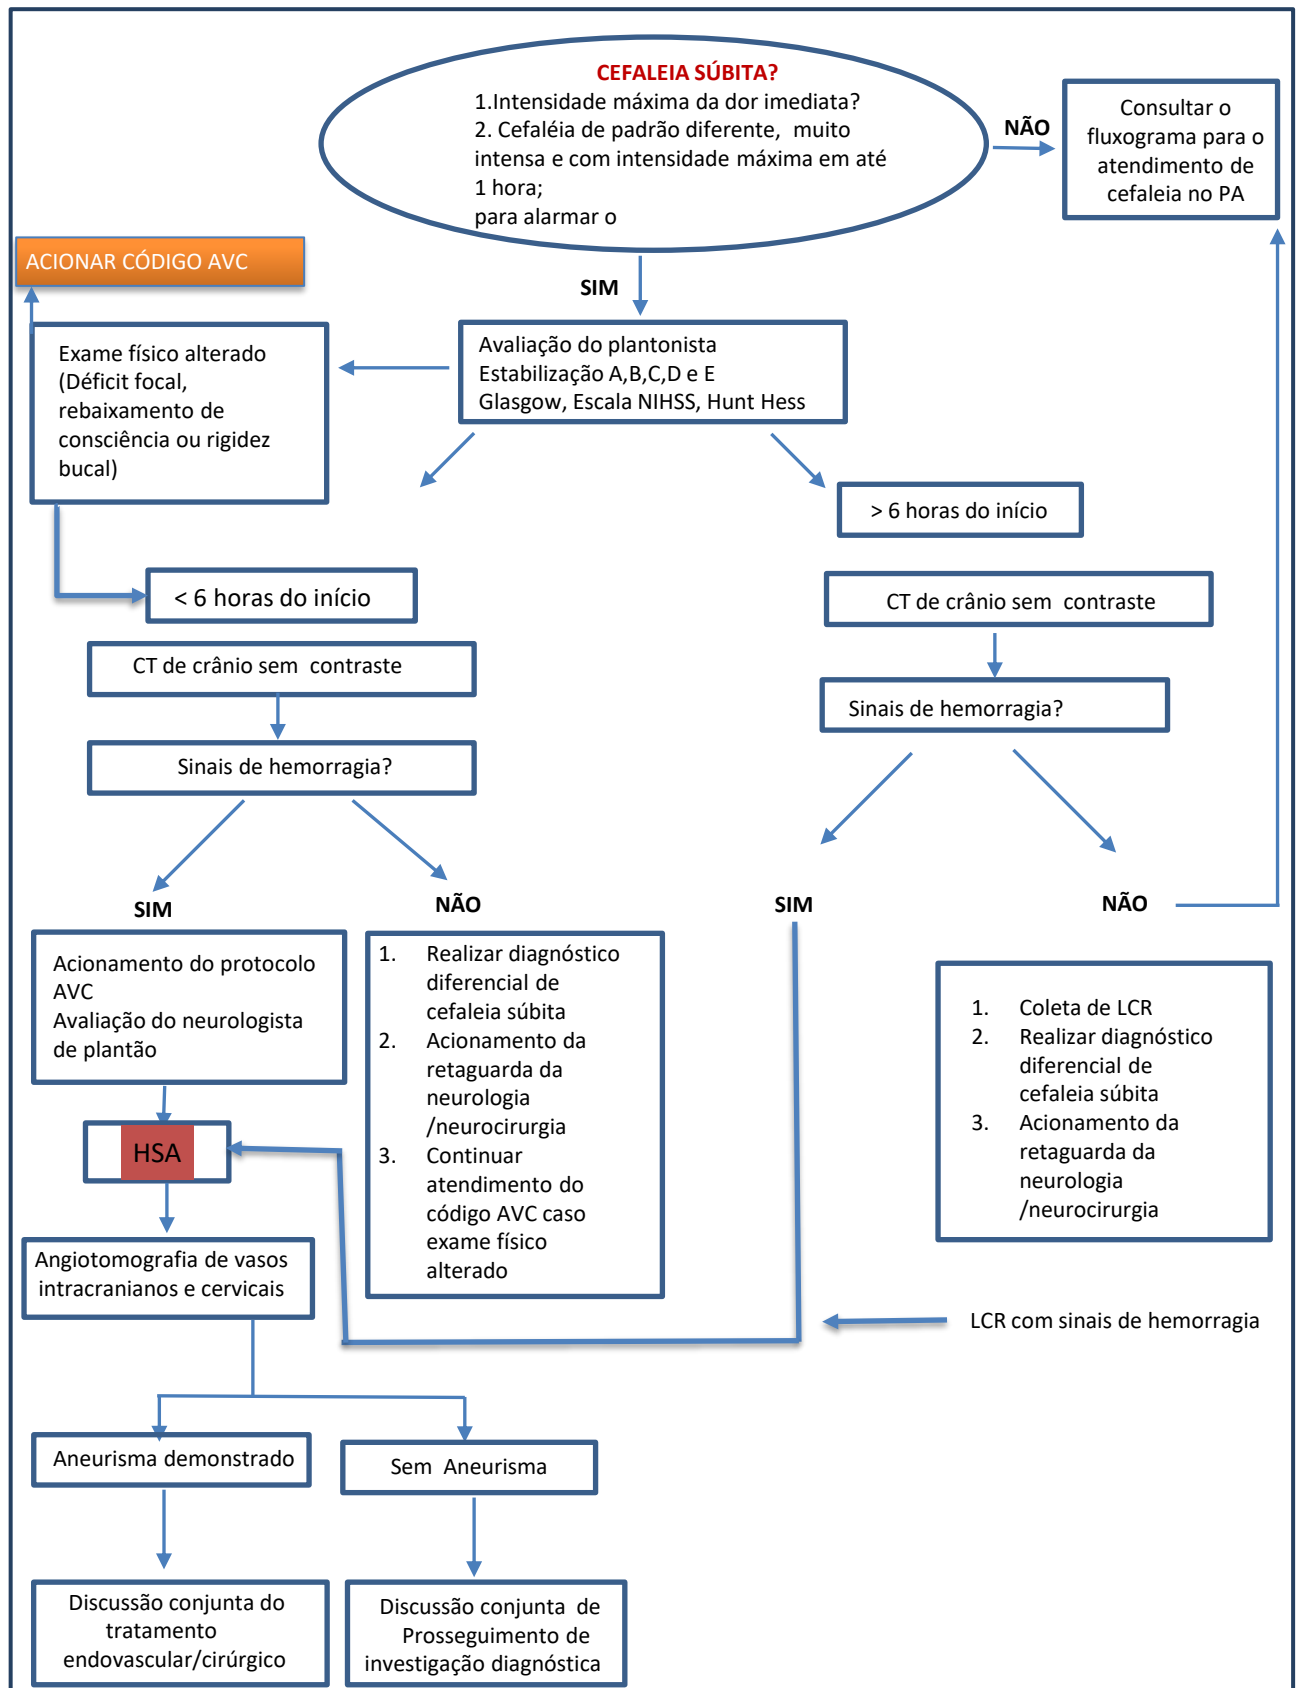 CEFALEIA SÚBITA?
1.Intensidade máxima da dor imediata?
2. Cefaléia de padrão diferente, muito
intensa e com intensidade máxima em até
1 hora;
para alarmar o
NÃO
Consultar o
fluxograma para o
atendimento de
cefaleia no PA
ACIONAR CÓDIGO AVC
SIM
Exame físico alterado
(Déficit focal,
rebaixamento de
consciência ou rigidez
bucal)
Avaliação do plantonista
Estabilização A,B,C,D e E
Glasgow, Escala NIHSS, Hunt Hess
> 6 horas do início
< 6 horas do início
CT de crânio sem contraste
CT de crânio sem contraste
Sinais de hemorragia?
Sinais de hemorragia?
SIM
NÃO
SIM
NÃO
Acionamento do protocolo
AVC
Avaliação do neurologista
de plantão
1. Realizar diagnóstico
diferencial de
cefaleia súbita
2. Acionamento da
retaguarda da
neurologia
/neurocirurgia
3. Continuar
atendimento do
código AVC caso
exame físico
alterado
1. Coleta de LCR
2. Realizar diagnóstico
diferencial de
cefaleia súbita
3. Acionamento da
retaguarda da
neurologia
/neurocirurgia
HSA
Angiotomografia de vasos
intracranianos e cervicais
LCR com sinais de hemorragia
Aneurisma demonstrado
Sem Aneurisma
Discussão conjunta do
tratamento
endovascular/cirúrgico
Discussão conjunta de
Prosseguimento de
investigação diagnóstica